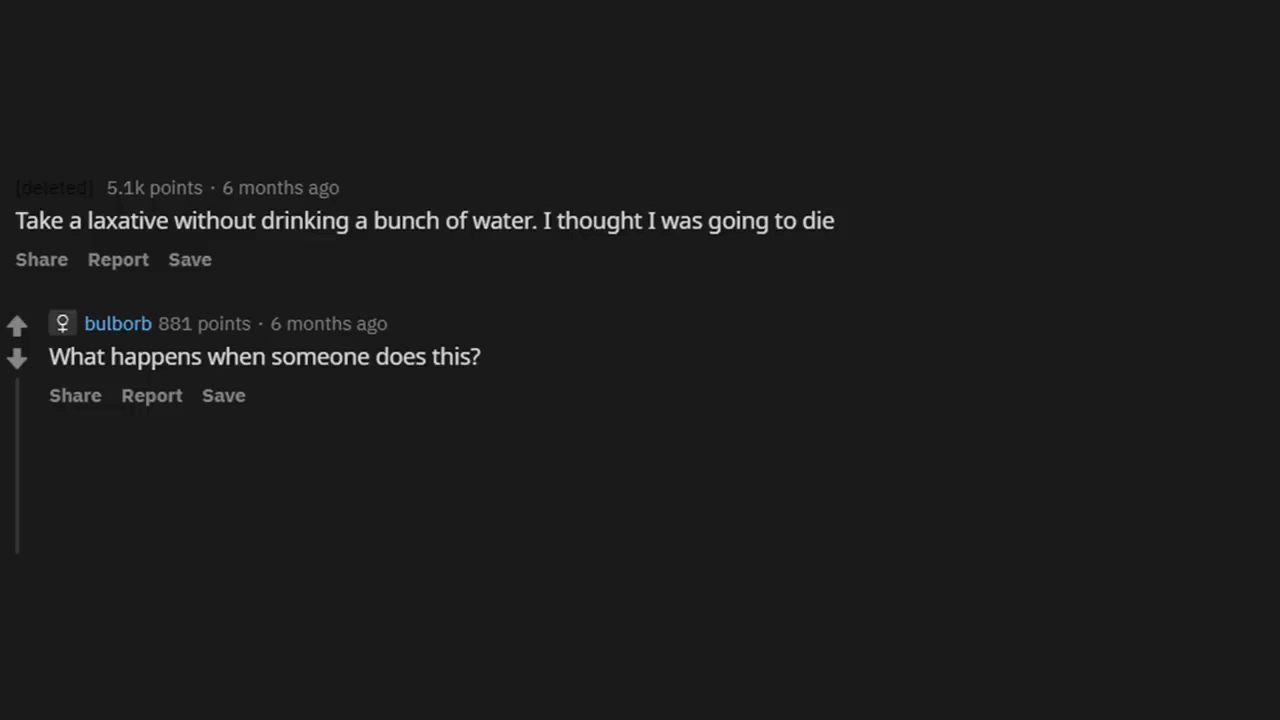 [deleted] 5.1k points · 6 months ago
Take a laxative without drinking a bunch of water. I thought I was going to die
Share Report Save
bulborb 881 points · 6 months ago
What happens when someone does this?
Share Report Save